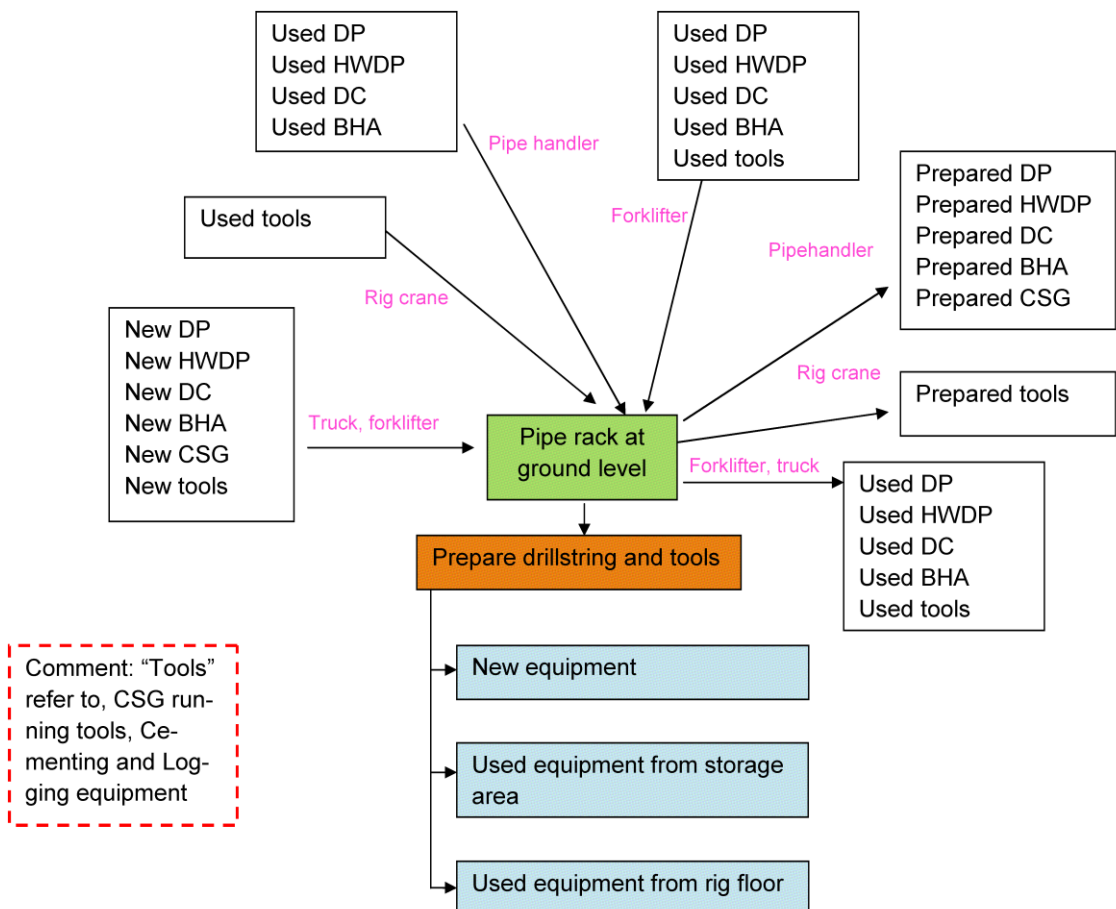 Used DP
Used HWDP
Used DC
Used BHA
Pipe handler
Used DP
Used HWDP
Used DC
Used BHA
Used tools
Forklifter
Prepared DP
Prepared HWDP
Prepared DC
Prepared BHA
Prepared CSG
Pipehandler
Used tools
Rig crane
New DP
New HWDP
New DC
New BHA
New CSG
New tools
Truck, forklifter
Rig crane
Prepared tools
Pipe rack at
ground level
Forklifter, truck
Used DP
Used HWDP
Used DC
Used BHA
Used tools
Prepare drillstring and tools
New equipment
Used equipment from storage
area
Used equipment from rig floor
Comment: “Tools”
refer to, CSG run-
ning tools, Ce-
menting and Log-
ging equipment